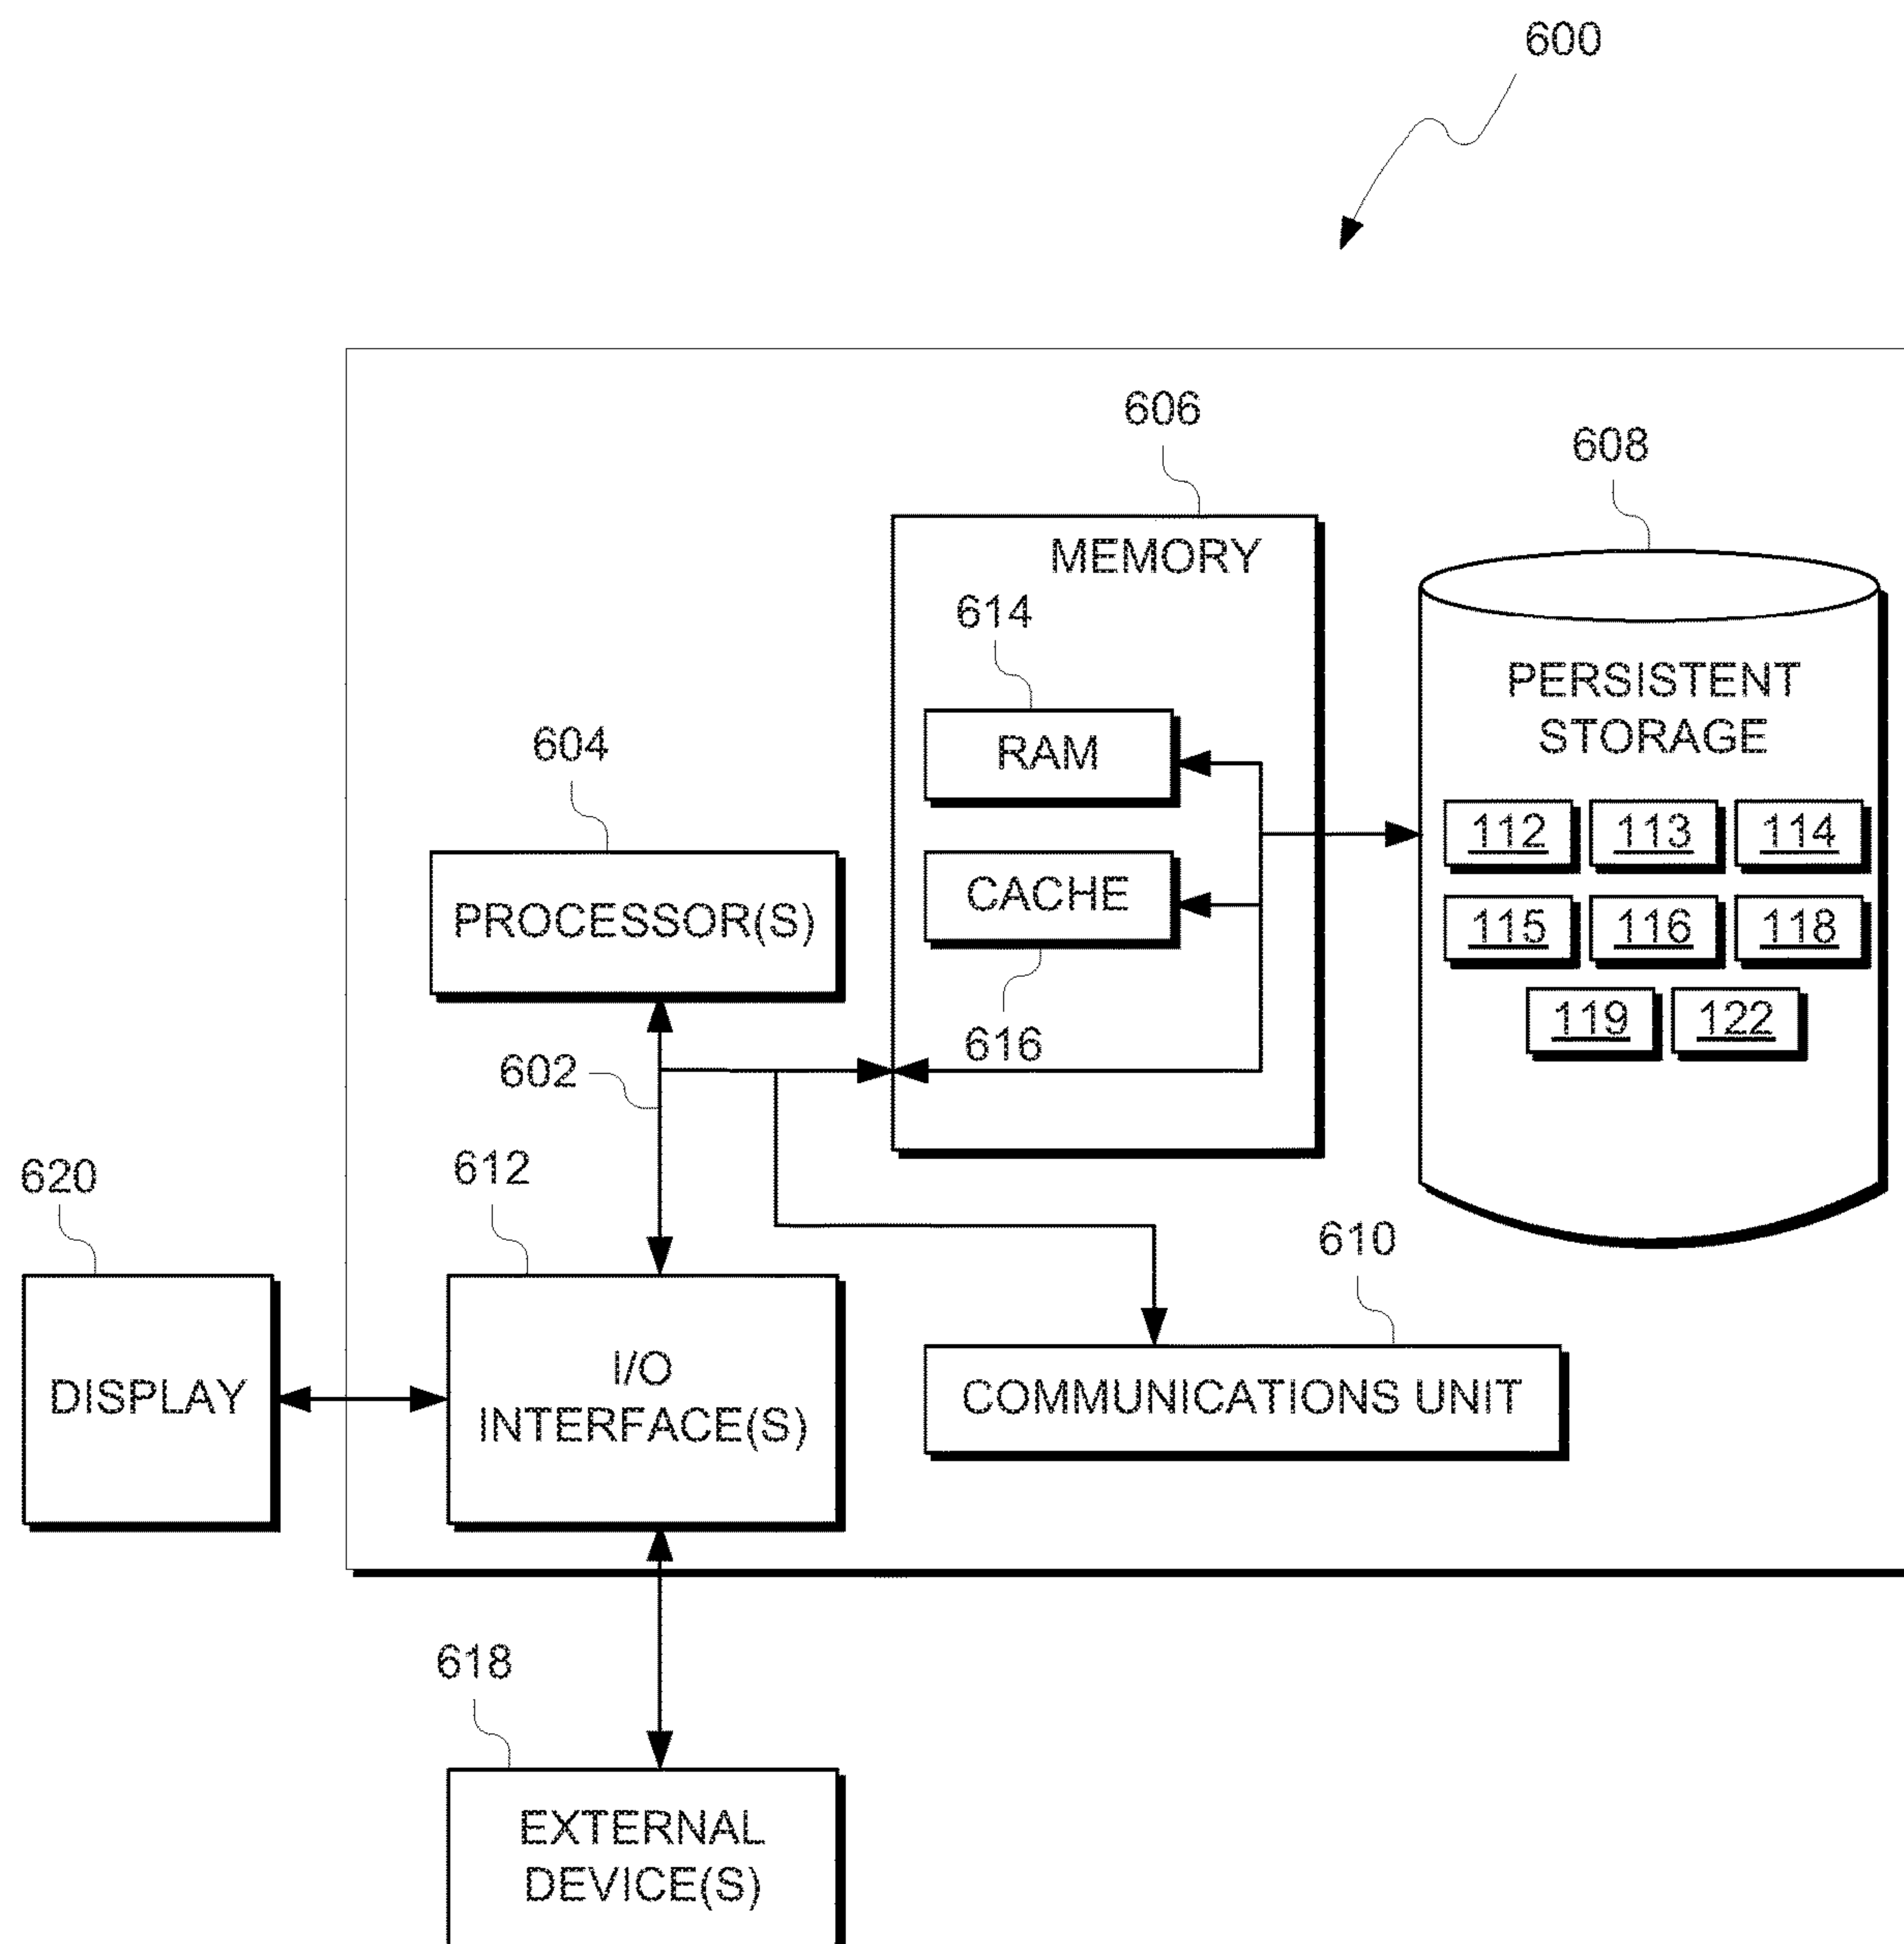 600
606
608
MEMORY
614
PERSISTENT
STORAGE
RAM
604
112 113 114
CACHE
PROCESSOR(S)
115 116 118
119 122
616
602
612
620
610
I/O
INTERFACE(S)
DISPLAY
COMMUNICATIONS UNIT
618
EXTERNAL
DEVICE(S)